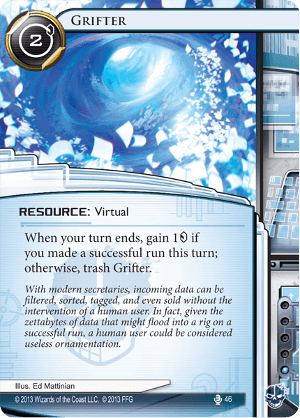 GRIFTER
2
RESOURCE: Virtual
When your turn ends, gain 1 if
you made a successful run this turn;
otherwise, trash Grifter.
With modern secretaries, incoming data can be
filtered, sorted, tagged, and even sold without the
intervention of a human user. In fact, given the
zettabytes of data that might flood into a rig on a
successful run, a human user could be considered
useless ornamentation.
Illus. Ed Mattinian
© 2013 Wizards of the Coast LLC. © 2013 FFG
46